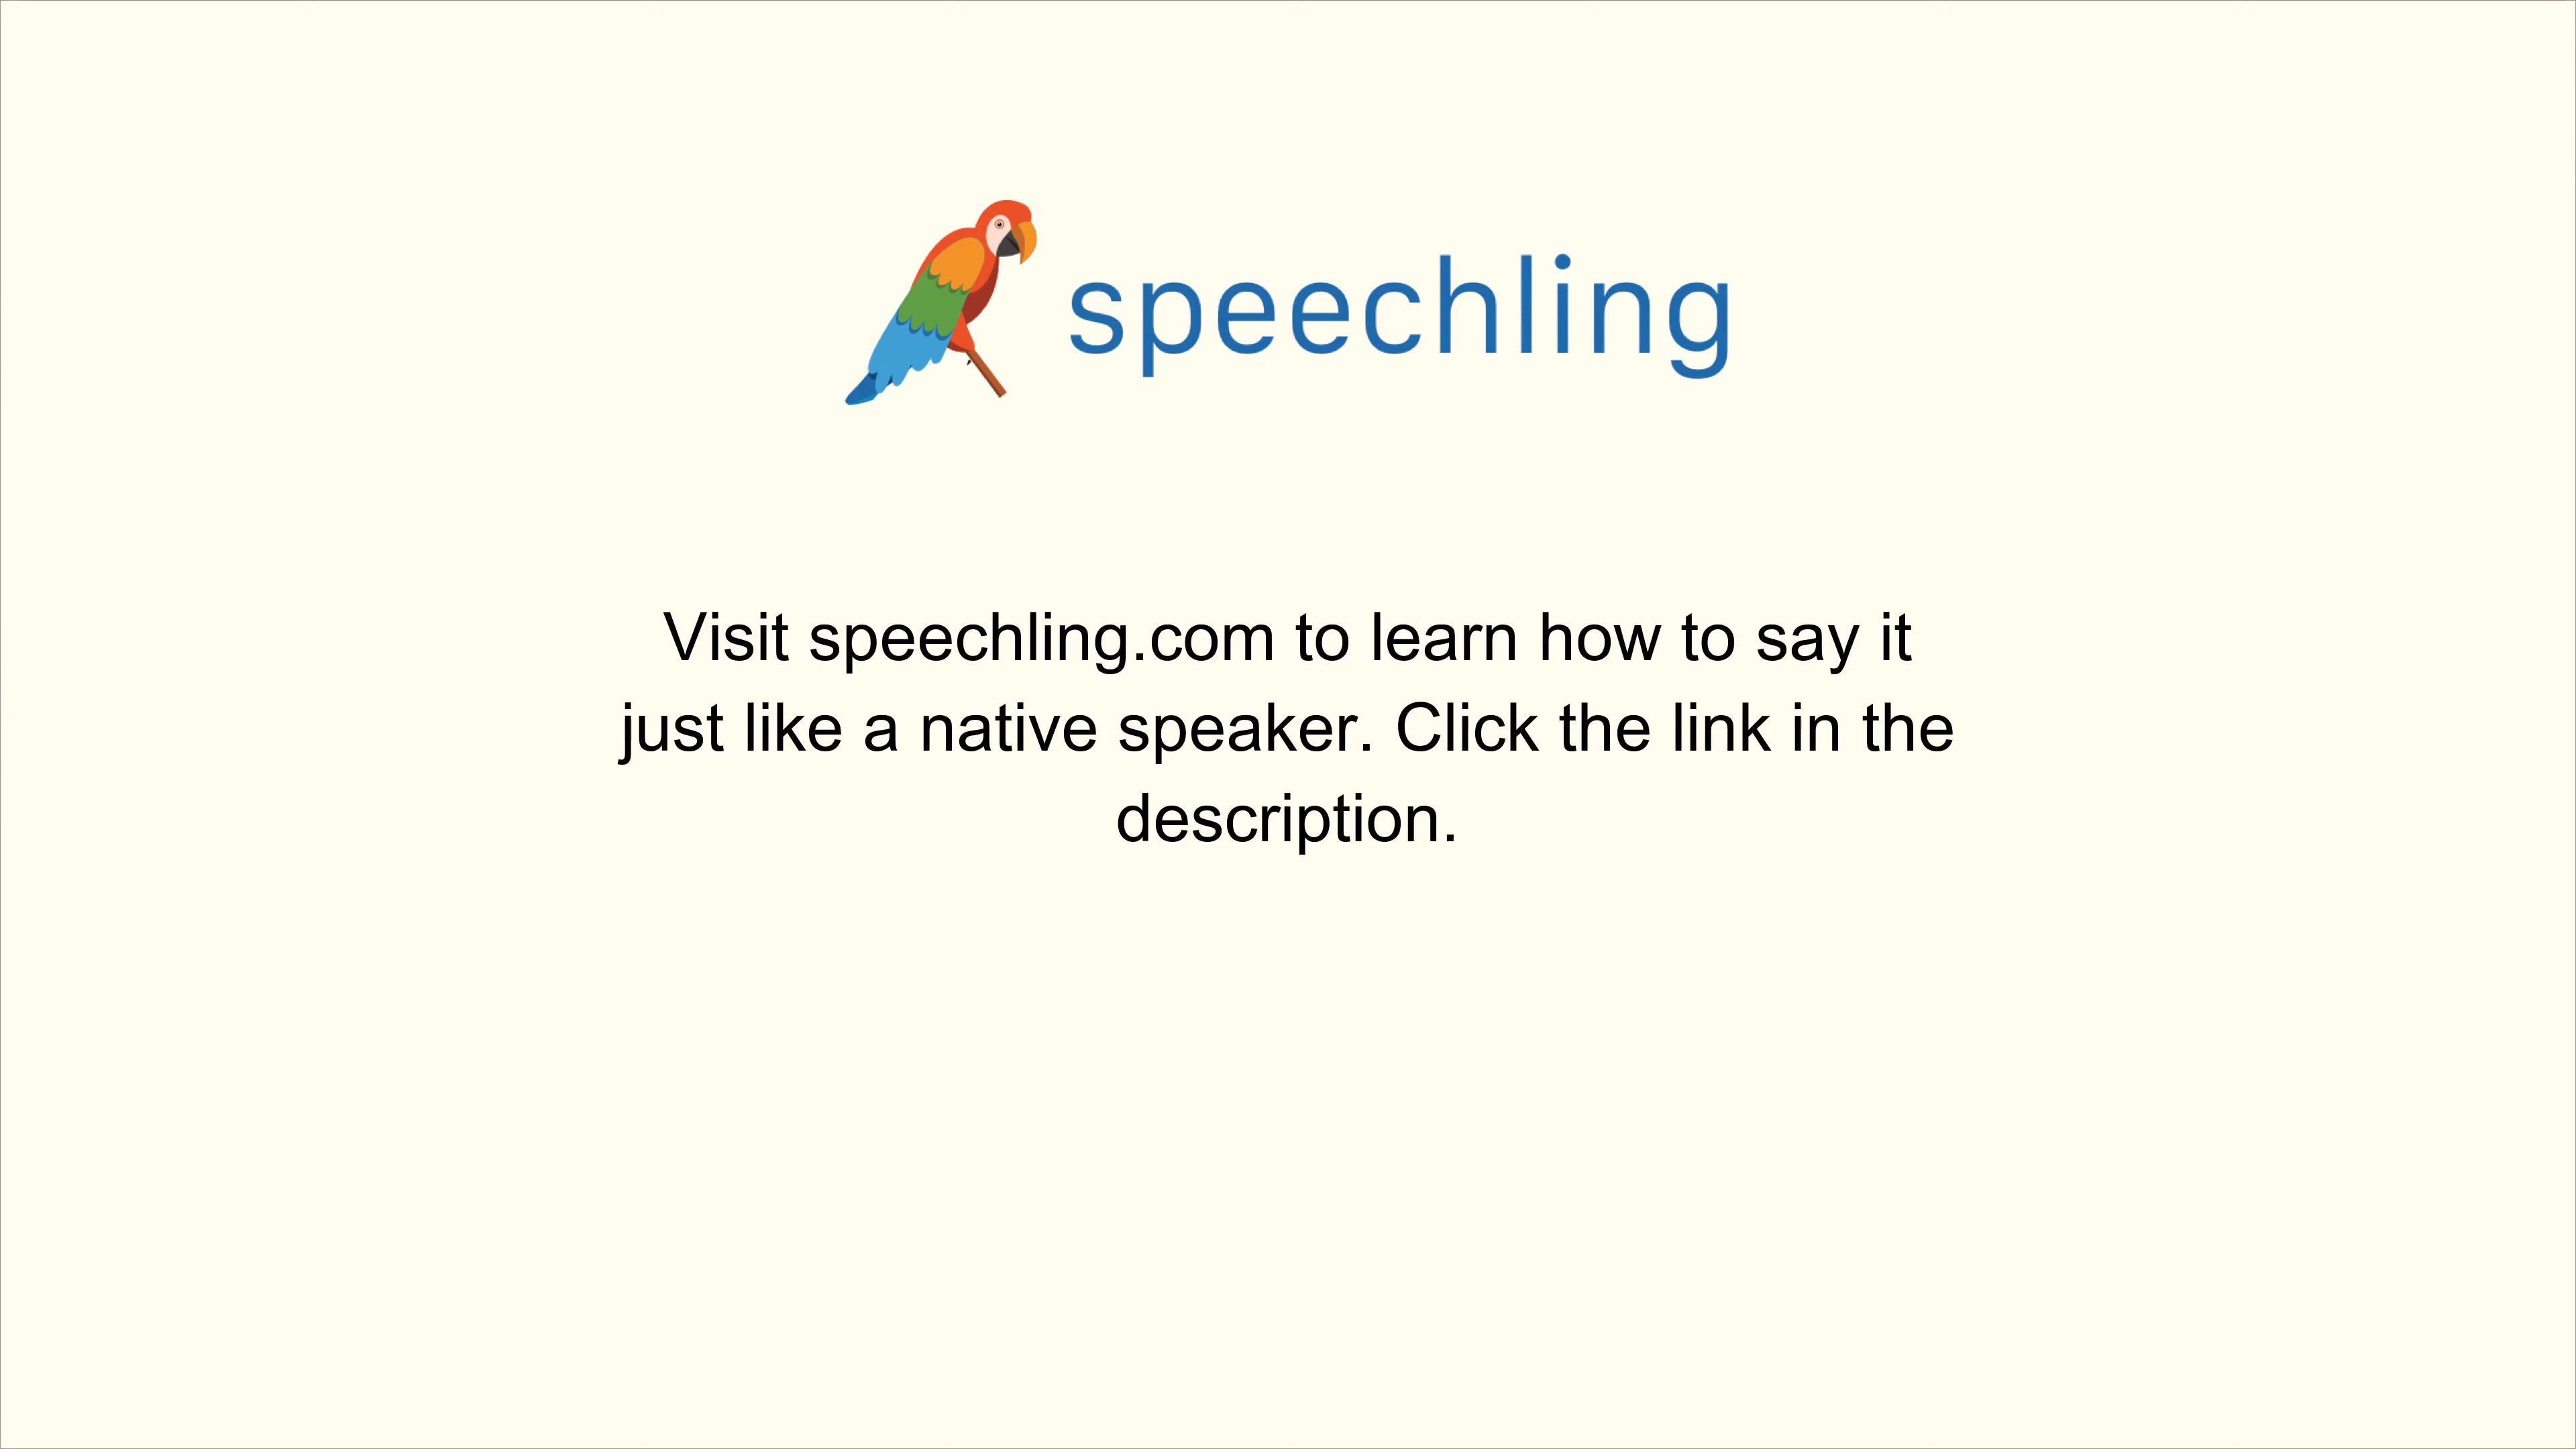 speechling
Visit speechling.com to learn how to say it
just like a native speaker. Click the link in the
description.